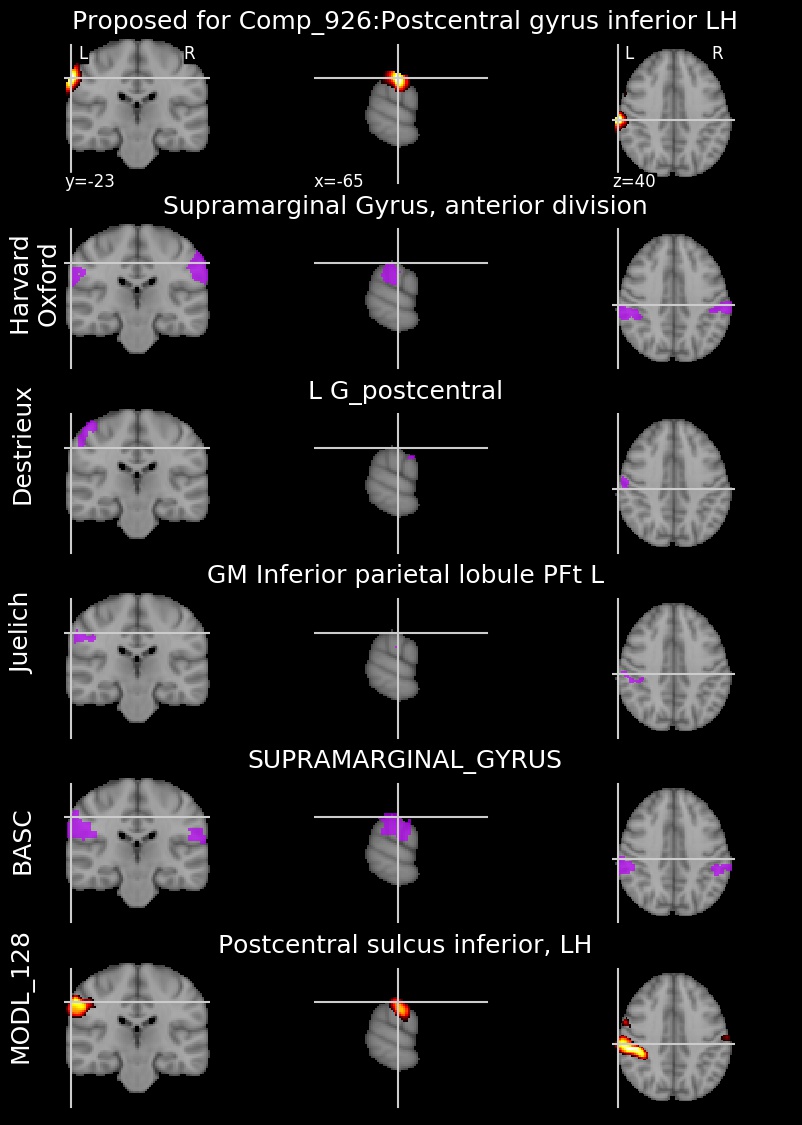 Proposed for Comp_926:Postcentral gyrus inferior LH
L R
L R
y=-23
x=-65
z=40
Supramarginal Gyrus, anterior division
Harvard
Oxford
L G_postcentral
Destrieux
GM Inferior parietal lobule PFt L
Juelich
SUPRAMARGINAL_GYRUS
BASC
Postcentral sulcus inferior, LH
MODL_128